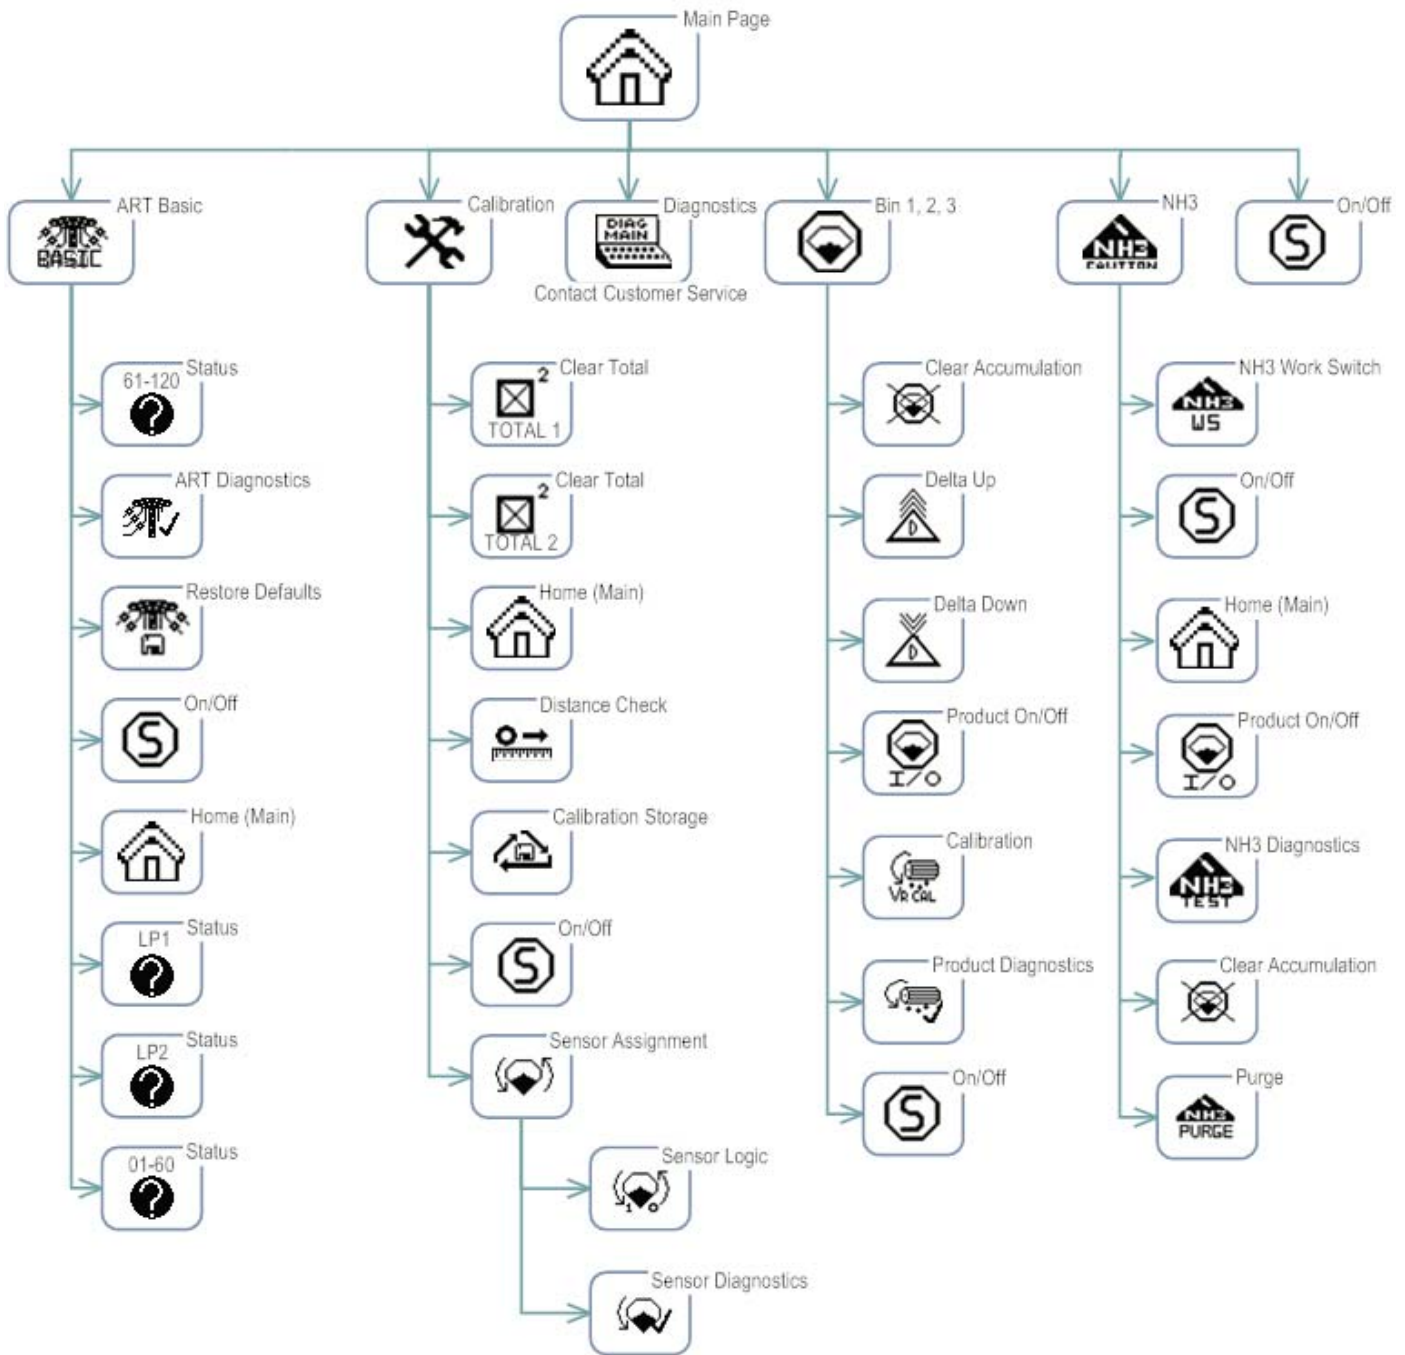 Main Page
ART Basic
BASIC
Calibration
Diagnostics
DIAG
MAIN
Contact Customer Service
Bin 1, 2, 3
NH3
NH3
CAUTION
On/Off
S
Status
61-120
?
ART Diagnostics
Restore Defaults
On/Off
S
Home (Main)
Status
LP1
?
Status
LP2
?
Status
01-60
?
Clear Total
2
TOTAL 1
Clear Total
2
TOTAL 2
Home (Main)
Distance Check
Calibration Storage
On/Off
S
Sensor Assignment
Sensor Logic
1 0
Sensor Diagnostics
Clear Accumulation
Delta Up
D
Delta Down
D
Product On/Off
I/O
Calibration
VR CAL
Product Diagnostics
On/Off
S
NH3 Work Switch
NH3
WS
On/Off
S
Home (Main)
Product On/Off
I/O
NH3 Diagnostics
NH3
TEST
Clear Accumulation
Purge
NH3
PURGE